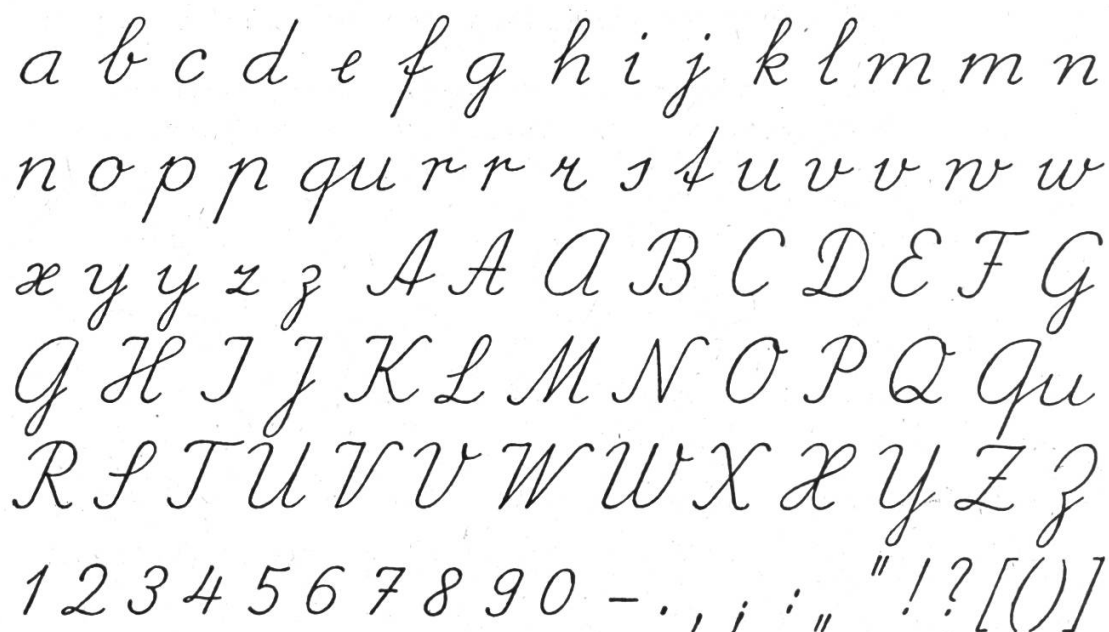 a b c d e f g h i j k l m m n
n o p p qu r r r s t u v v w w
x y y z z A A A B C D E F G
G H I J K L M N O P Q Qu
R S T U V V W W X X Y Z Z
1 2 3 4 5 6 7 8 9 0 - . , ; : „ " ! ? [ ( ) ]